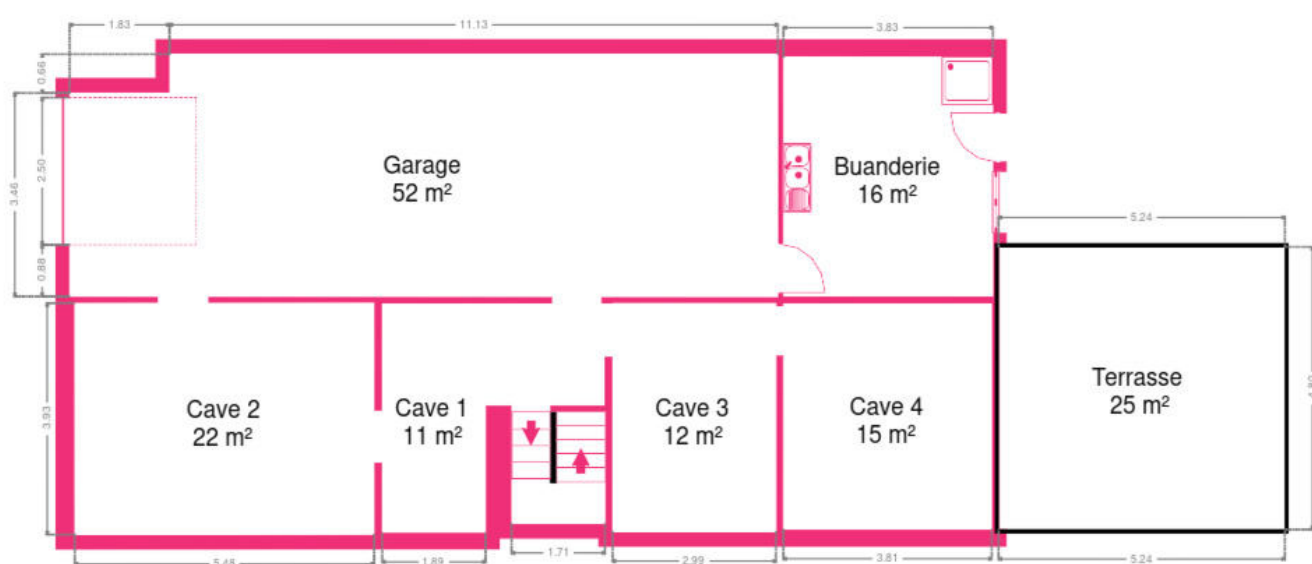 1.83
11.13
3.83
0.66
3.46
2.50
0.88
Garage
52 m²
Buanderie
16 m²
5.24
3.93
Cave 2
22 m²
Cave 1
11 m²
Cave 3
12 m²
Cave 4
15 m²
Terrasse
25 m²
4.80
5.48
1.89
1.71
2.99
3.81
5.24